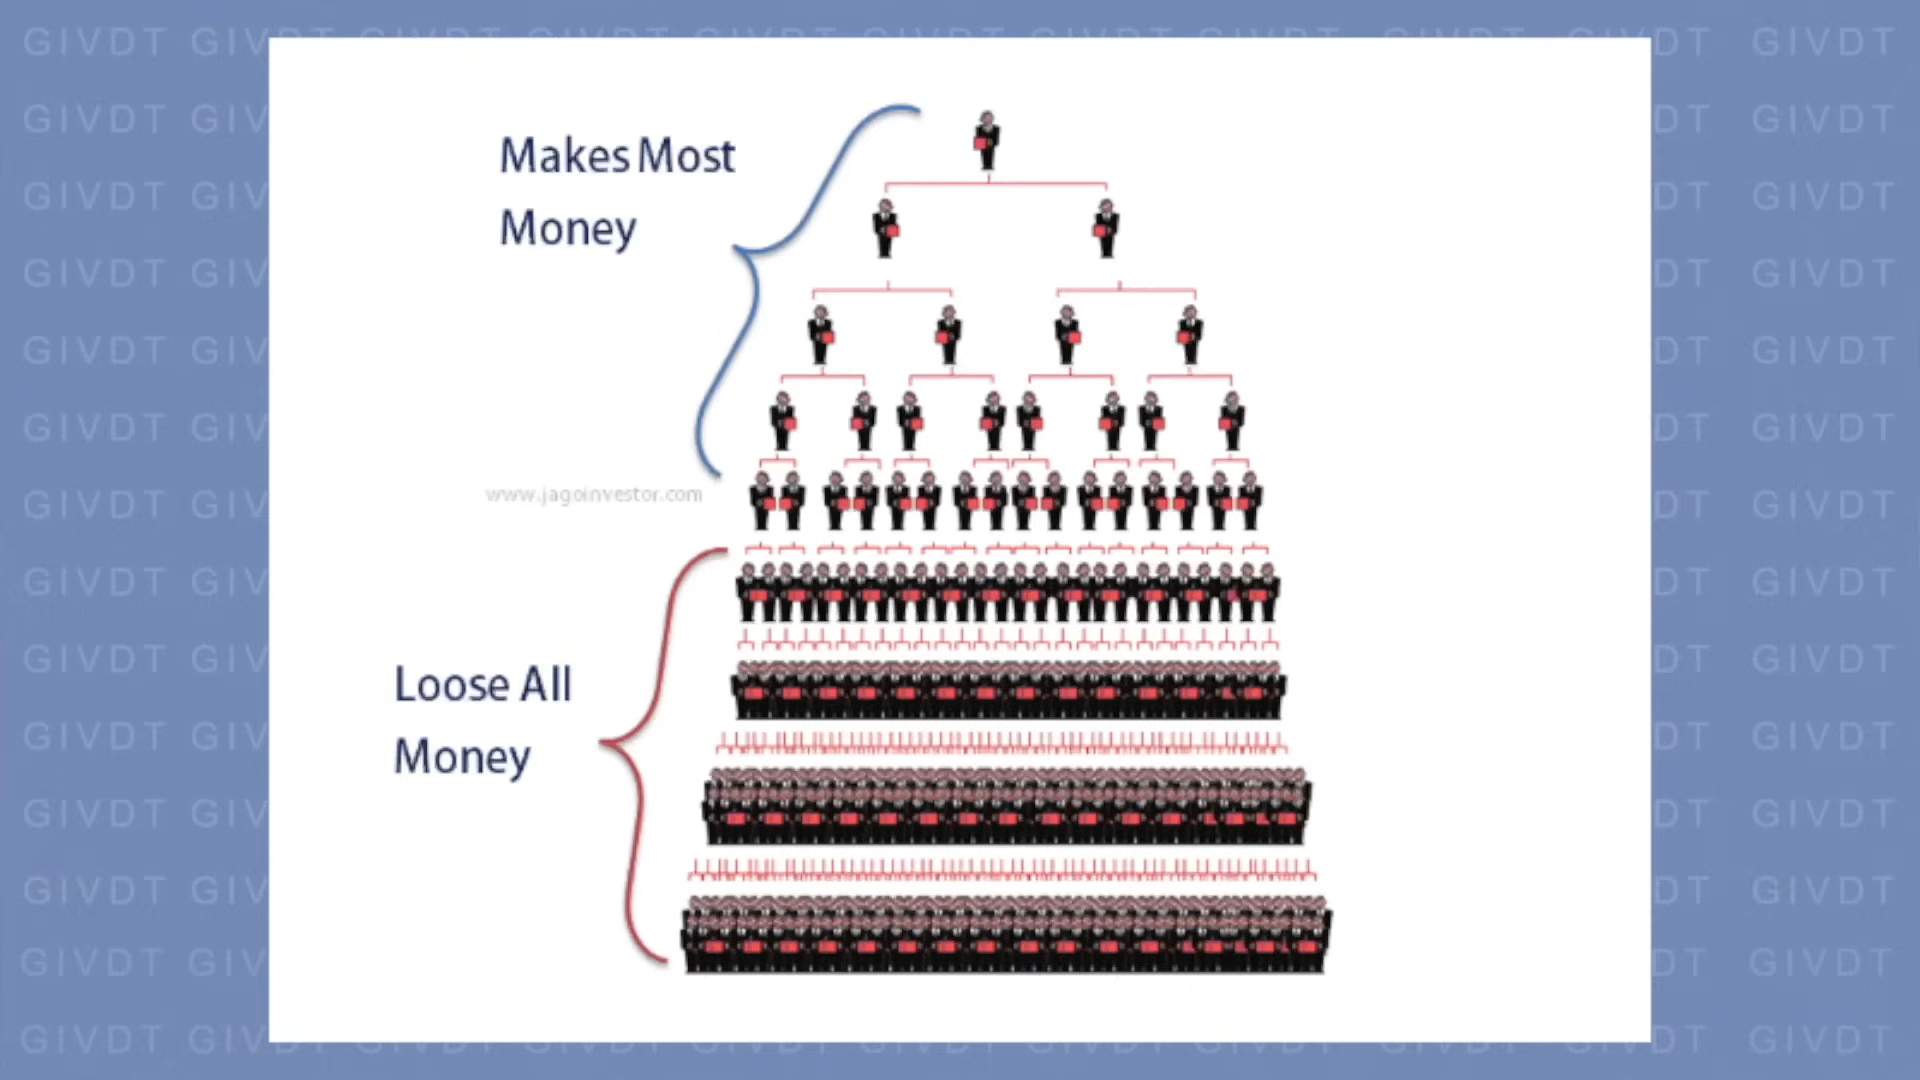 GIVDT GIVDT
Makes Most
Money
www.jagoinvestor.com
Loose All
Money